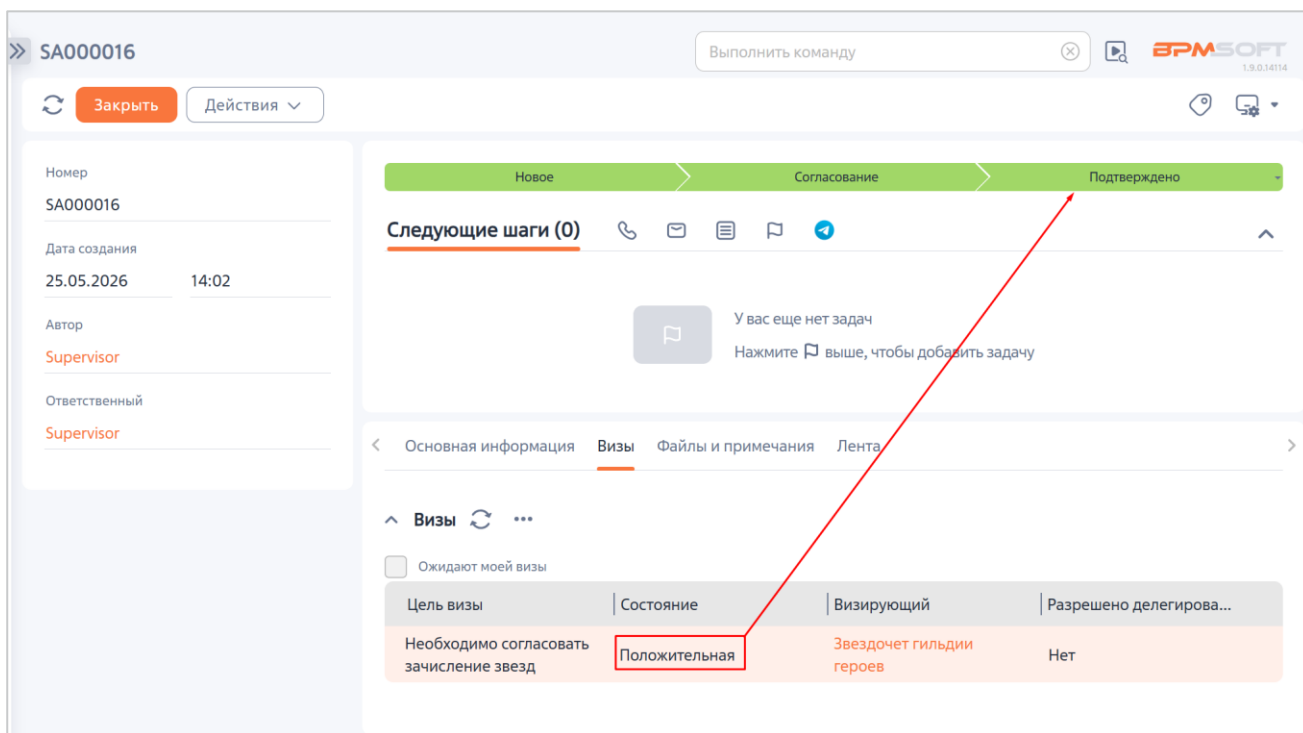 SA000016
Выполнить команду
BPMSOFT
1.9.0.14114
Закрыть
Действия
Номер
SA000016
Дата создания
25.05.2026 14:02
Автор
Supervisor
Ответственный
Supervisor
Новое
Согласование
Подтверждено
Следующие шаги (0)
У вас еще нет задач
Нажмите выше, чтобы добавить задачу
Основная информация Визы Файлы и примечания Лента
Визы
Ожидают моей визы
Цель визы Состояние Визирующий Разрешено делегирова...
Необходимо согласовать
зачисление звезд
Положительная
Звездочет гильдии
героев
Нет